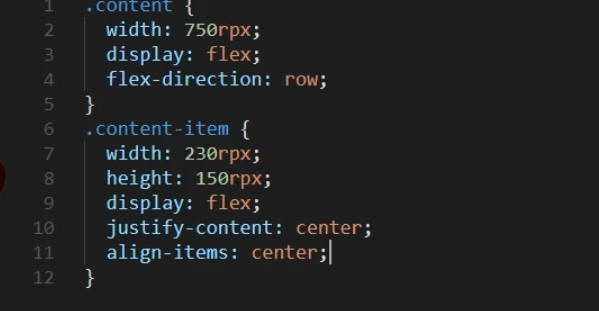 1 .content {
2 width: 750rpx;
3 display: flex;
4 flex-direction: row;
5 }
6 .content-item {
7 width: 230rpx;
8 height: 150rpx;
9 display: flex;
10 justify-content: center;
11 align-items: center;
12 }